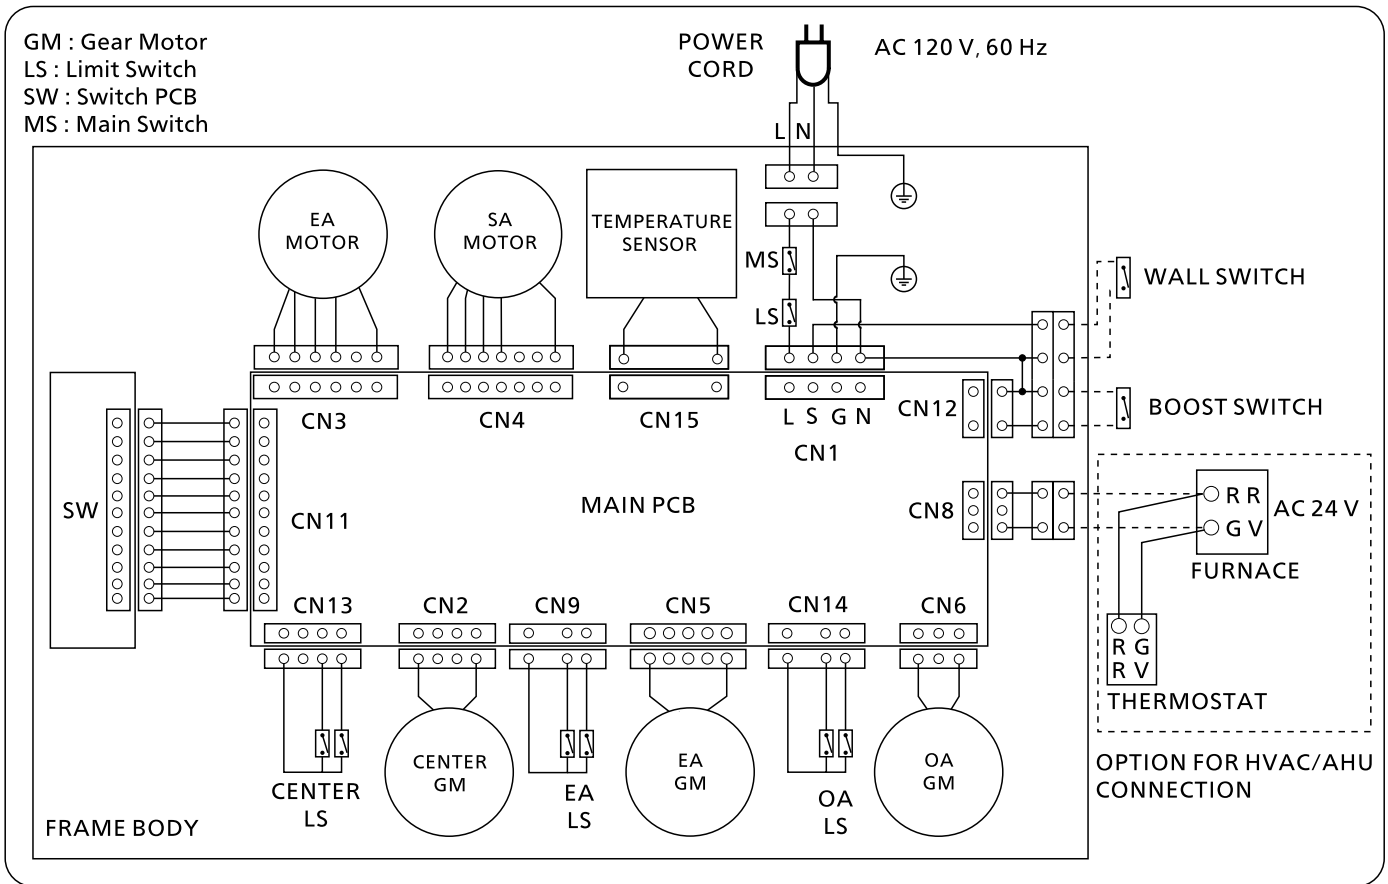 GM : Gear Motor
LS : Limit Switch
SW : Switch PCB
MS : Main Switch
POWER
CORD
AC 120 V, 60 Hz
L N
EA
MOTOR
SA
MOTOR
TEMPERATURE
SENSOR
MS
LS
WALL SWITCH
BOOST SWITCH
CN3
CN4
CN15
L S G N
CN1
CN12
SW
CN11
MAIN PCB
CN8
R R
G V
AC 24 V
FURNACE
CN13
CN2
CN9
CN5
CN14
CN6
R G
R V
THERMOSTAT
CENTER
LS
CENTER
GM
EA
LS
EA
GM
OA
LS
OA
GM
OPTION FOR HVAC/AHU
CONNECTION
FRAME BODY